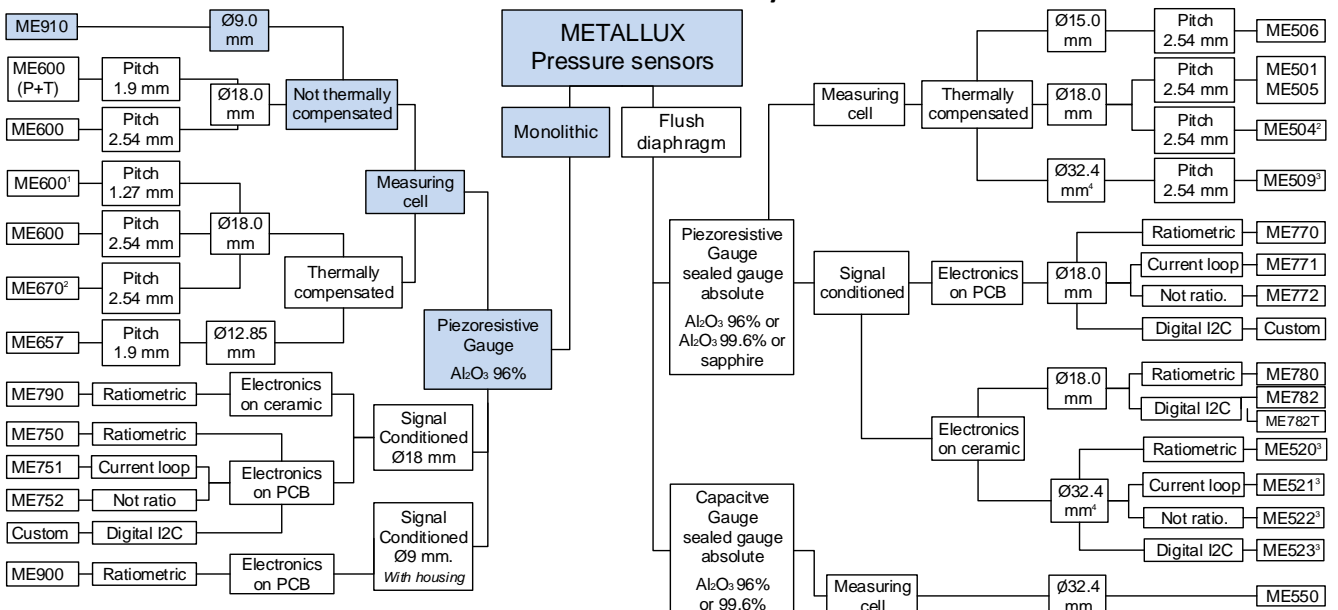 METALLUX
Pressure sensors
Monolithic
Flush
diaphragm
ME910
Ø9.0
mm
ME600
(P+T)
Pitch
1.9 mm
Ø18.0
mm
Not thermally
compensated
ME600
Pitch
2.54 mm
ME600¹
Pitch
1.27 mm
Measuring
cell
ME600
Pitch
2.54 mm
Ø18.0
mm
ME670²
Pitch
2.54 mm
Thermally
compensated
ME657
Pitch
1.9 mm
Ø12.85
mm
Piezoresistive
Gauge
Al₂O₃ 96%
ME790
Ratiometric
Electronics
on ceramic
Signal
Conditioned
Ø18 mm
ME750
Ratiometric
ME751
Current loop
Electronics
on PCB
ME752
Not ratio
Custom
Digital I2C
Signal
Conditioned
Ø9 mm.
With housing
ME900
Ratiometric
Electronics
on PCB
Ø15.0
mm
Pitch
2.54 mm
ME506
Measuring
cell
Thermally
compensated
Ø18.0
mm
Pitch
2.54 mm
ME501
ME505
Pitch
2.54 mm
ME504²
Ø32.4
mm⁴
Pitch
2.54 mm
ME509³
Piezoresistive
Gauge
sealed gauge
absolute
Al₂O₃ 96% or
Al₂O₃ 99.6% or
sapphire
Signal
conditioned
Electronics
on PCB
Ø18.0
mm
Ratiometric
ME770
Current loop
ME771
Not ratio.
ME772
Digital I2C
Custom
Electronics
on ceramic
Ø18.0
mm
Ratiometric
ME780
Digital I2C
ME782
ME782T
Ø32.4
mm⁴
Ratiometric
ME520³
Current loop
ME521³
Not ratio.
ME522³
Digital I2C
ME523³
Capacitve
Gauge
sealed gauge
absolute
Al₂O₃ 96%
or 99.6%
Measuring
cell
Ø32.4
mm
ME550